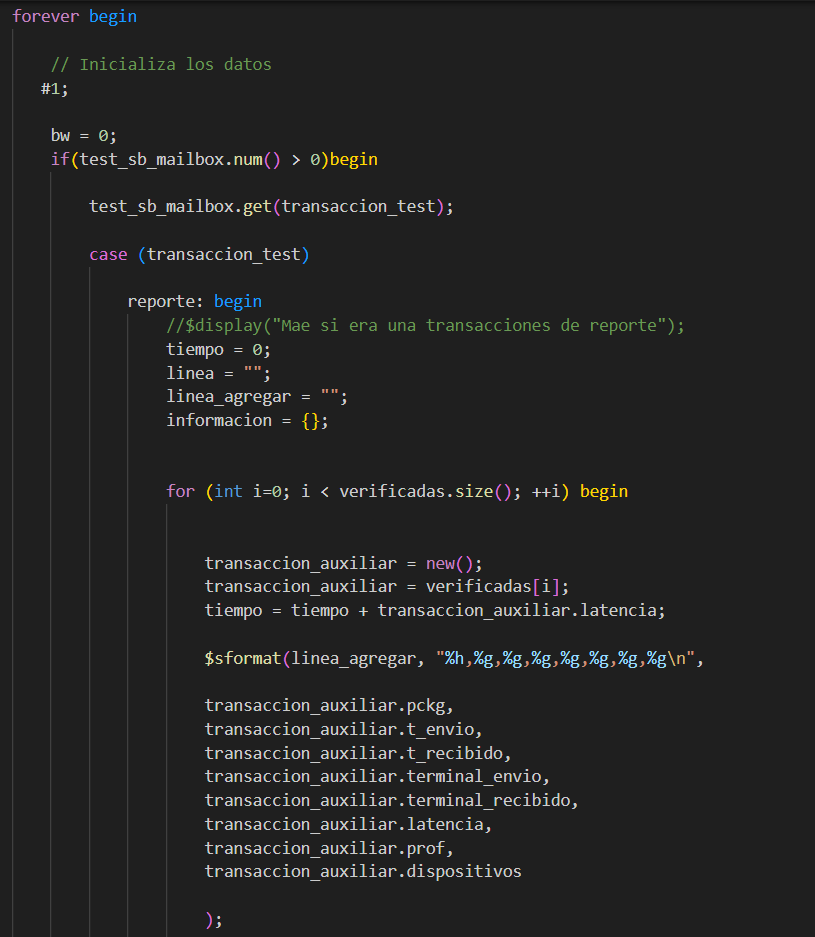 forever begin
// Inicializa los datos
#1;
bw = 0;
if(test_sb_mailbox.num() > 0)begin
test_sb_mailbox.get(transaccion_test);
case (transaccion_test)
reporte: begin
//$display("Mae si era una transacciones de reporte");
tiempo = 0;
linea = "";
linea_agregar = "";
informacion = {};
for (int i=0; i < verificadas.size(); ++i) begin
transaccion_auxiliar = new();
transaccion_auxiliar = verificadas[i];
tiempo = tiempo + transaccion_auxiliar.latencia;
$sformat(linea_agregar, "%h,%g,%g,%g,%g,%g,%g,%g\n",
transaccion_auxiliar.pckg,
transaccion_auxiliar.t_envio,
transaccion_auxiliar.t_recibido,
transaccion_auxiliar.terminal_envio,
transaccion_auxiliar.terminal_recibido,
transaccion_auxiliar.latencia,
transaccion_auxiliar.prof,
transaccion_auxiliar.dispositivos
);